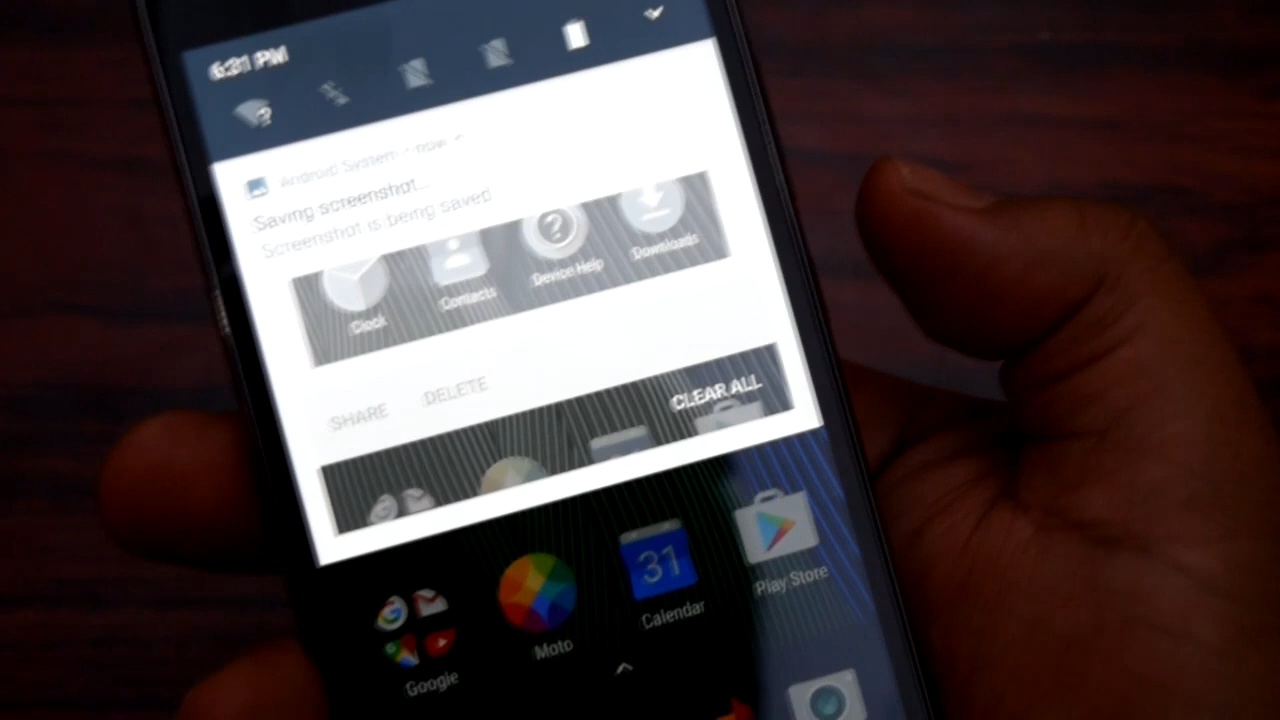 6:31 PM
Android System • now ^
Saving screenshot...
Screenshot is being saved
Clock
Contacts
Device Help
Downloads
SHARE
DELETE
CLEAR ALL
Google
Moto
31
Calendar
Play Store